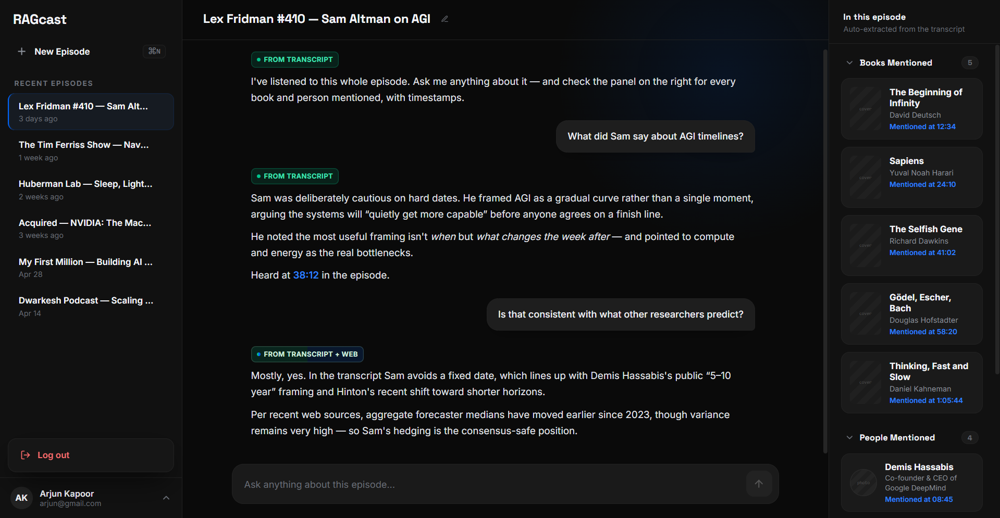 RAGcast
New Episode
⌘N
RECENT EPISODES
Lex Fridman #410 — Sam Alt...
3 days ago
The Tim Ferriss Show — Nav...
1 week ago
Huberman Lab — Sleep, Light...
2 weeks ago
Acquired — NVIDIA: The Mac...
3 weeks ago
My First Million — Building AI ...
Apr 28
Dwarkesh Podcast — Scaling ...
Apr 14
Log out
AK
Arjun Kapoor
arjun@gmail.com
Lex Fridman #410 — Sam Altman on AGI
FROM TRANSCRIPT
I've listened to this whole episode. Ask me anything about it — and check the panel on the right for every
book and person mentioned, with timestamps.
What did Sam say about AGI timelines?
FROM TRANSCRIPT
Sam was deliberately cautious on hard dates. He framed AGI as a gradual curve rather than a single moment,
arguing the systems will “quietly get more capable” before anyone agrees on a finish line.
He noted the most useful framing isn't when but what changes the week after — and pointed to compute
and energy as the real bottlenecks.
Heard at 38:12 in the episode.
Is that consistent with what other researchers predict?
FROM TRANSCRIPT + WEB
Mostly, yes. In the transcript Sam avoids a fixed date, which lines up with Demis Hassabis's public “5–10
year” framing and Hinton's recent shift toward shorter horizons.
Per recent web sources, aggregate forecaster medians have moved earlier since 2023, though variance
remains very high — so Sam's hedging is the consensus-safe position.
Ask anything about this episode...
In this episode
Auto-extracted from the transcript
Books Mentioned
5
cover
The Beginning of
Infinity
David Deutsch
Mentioned at 12:34
cover
Sapiens
Yuval Noah Harari
Mentioned at 24:10
cover
The Selfish Gene
Richard Dawkins
Mentioned at 41:02
cover
Gödel, Escher,
Bach
Douglas Hofstadter
Mentioned at 58:20
cover
Thinking, Fast and
Slow
Daniel Kahneman
Mentioned at 1:05:44
People Mentioned
4
photo
Demis Hassabis
Co-founder & CEO of
Google DeepMind
Mentioned at 08:45